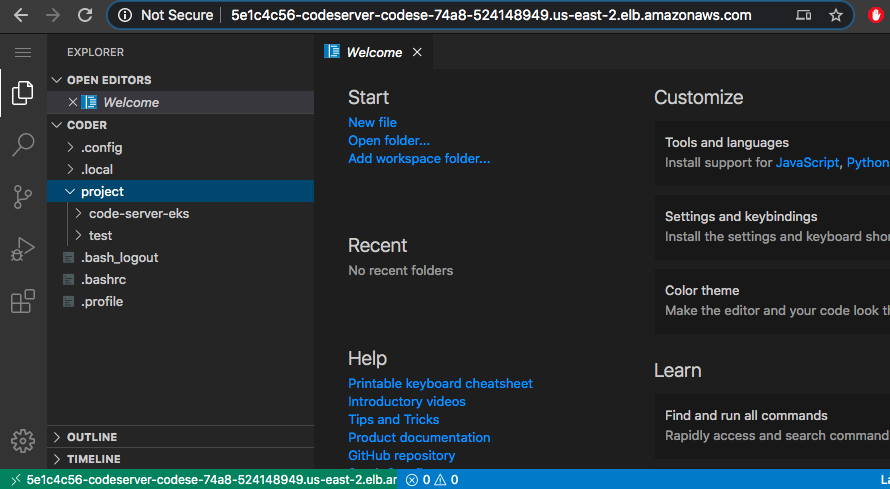 Not Secure 5e1c4c56-codeserver-codese-74a8-524148949.us-east-2.elb.amazonaws.com
EXPLORER
OPEN EDITORS
Welcome
CODER
.config
.local
project
code-server-eks
test
.bash_logout
.bashrc
.profile
OUTLINE
TIMELINE
Welcome
Start
New file
Open folder...
Add workspace folder...
Recent
No recent folders
Help
Printable keyboard cheatsheet
Introductory videos
Tips and Tricks
Product documentation
GitHub repository
Customize
Tools and languages
Install support for JavaScript, Python
Settings and keybindings
Install the settings and keyboard shor
Color theme
Make the editor and your code look th
Learn
Find and run all commands
Rapidly access and search command
5e1c4c56-codeserver-codese-74a8-524148949.us-east-2.elb.ar 0 0 La